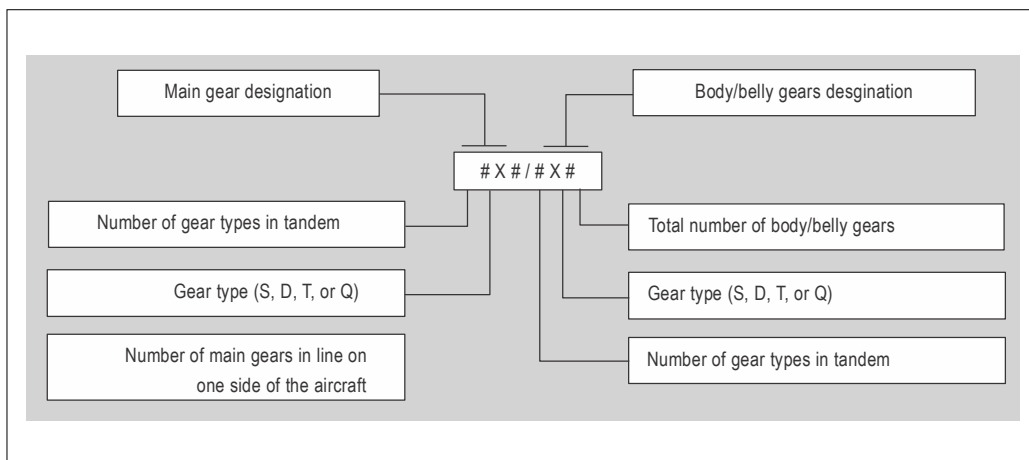 Main gear designation
Body/belly gears desgination
# X # / # X #
Number of gear types in tandem
Total number of body/belly gears
Gear type (S, D, T, or Q)
Gear type (S, D, T, or Q)
Number of main gears in line on
one side of the aircraft
Number of gear types in tandem